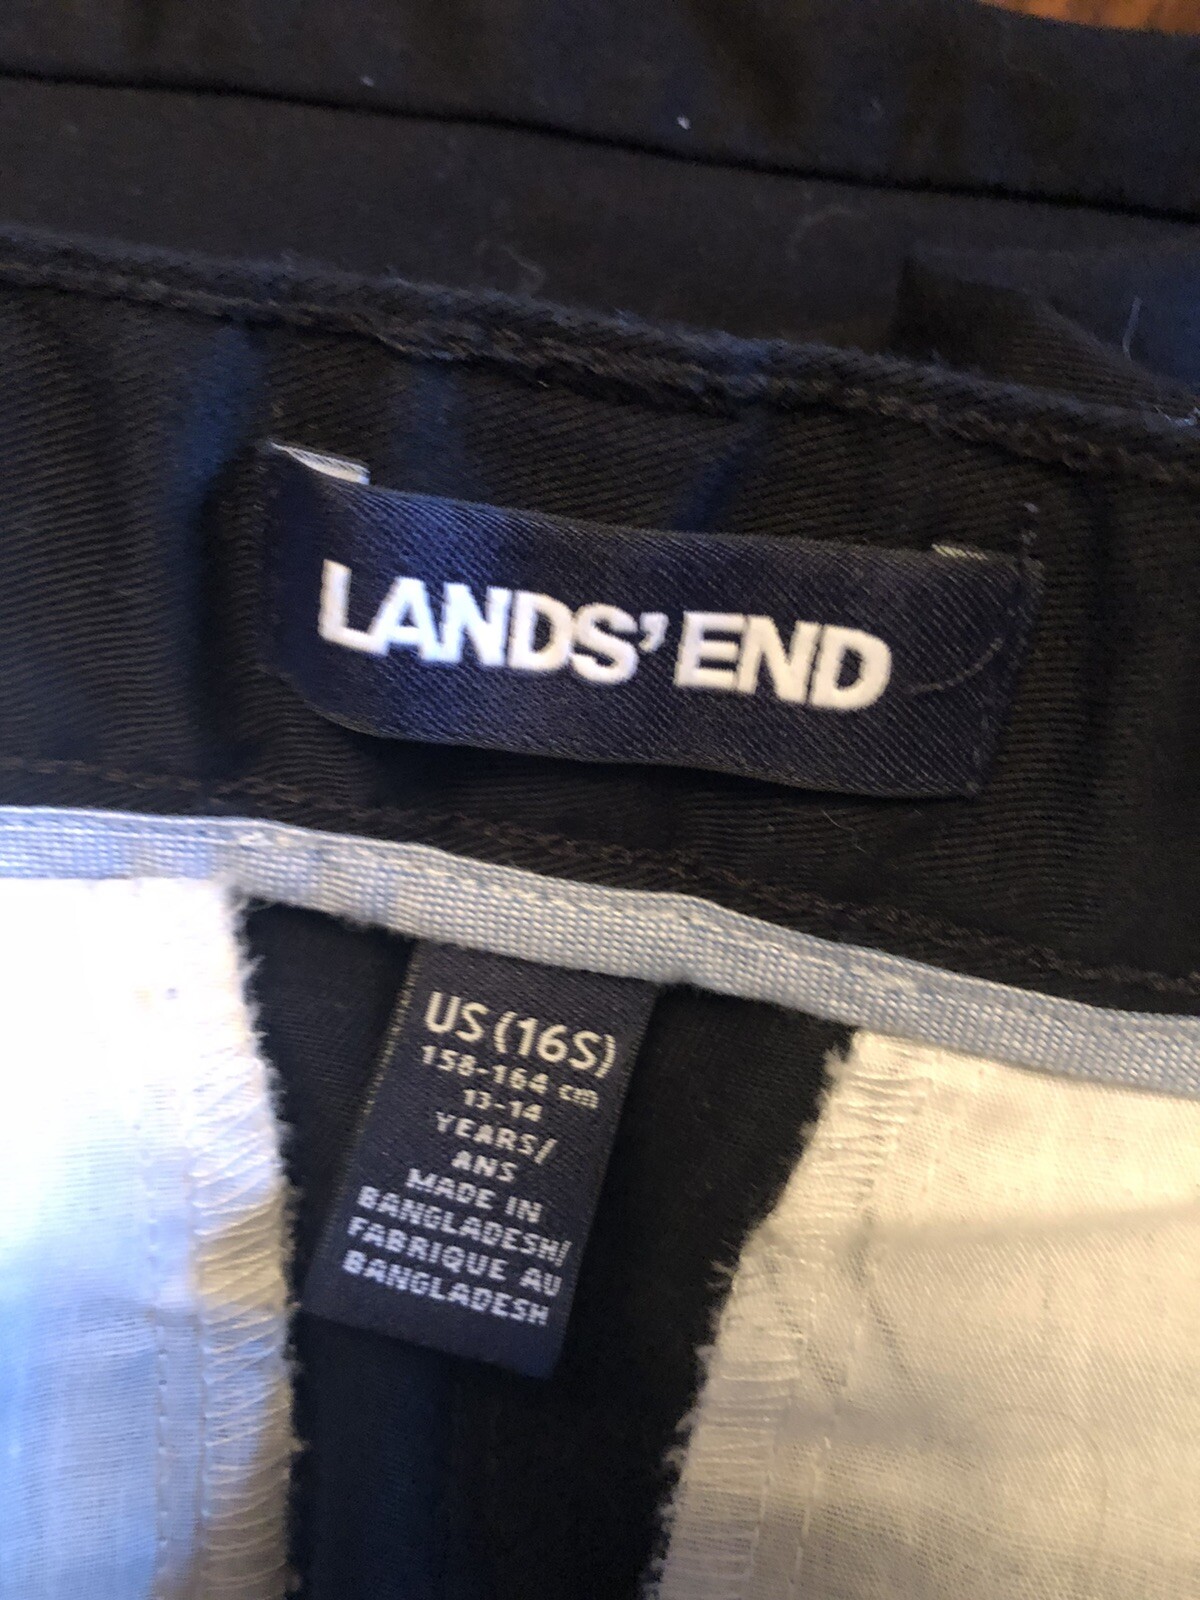 LANDS' END
US (16S)
158-164 cm
13-14
YEARS/
ANS
MADE IN
BANGLADESH/
FABRIQUE AU
BANGLADESH